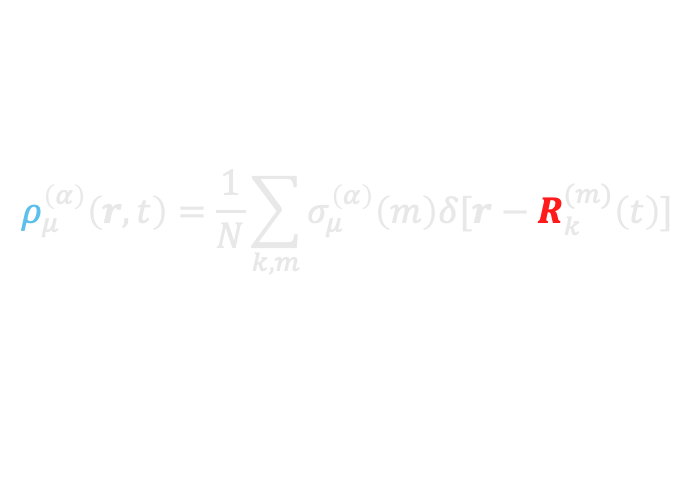 ρ_μ^(α)(r, t) = 1/N ∑_{k,m} σ_μ^(α)(m)δ[r − R_k^(m)(t)]